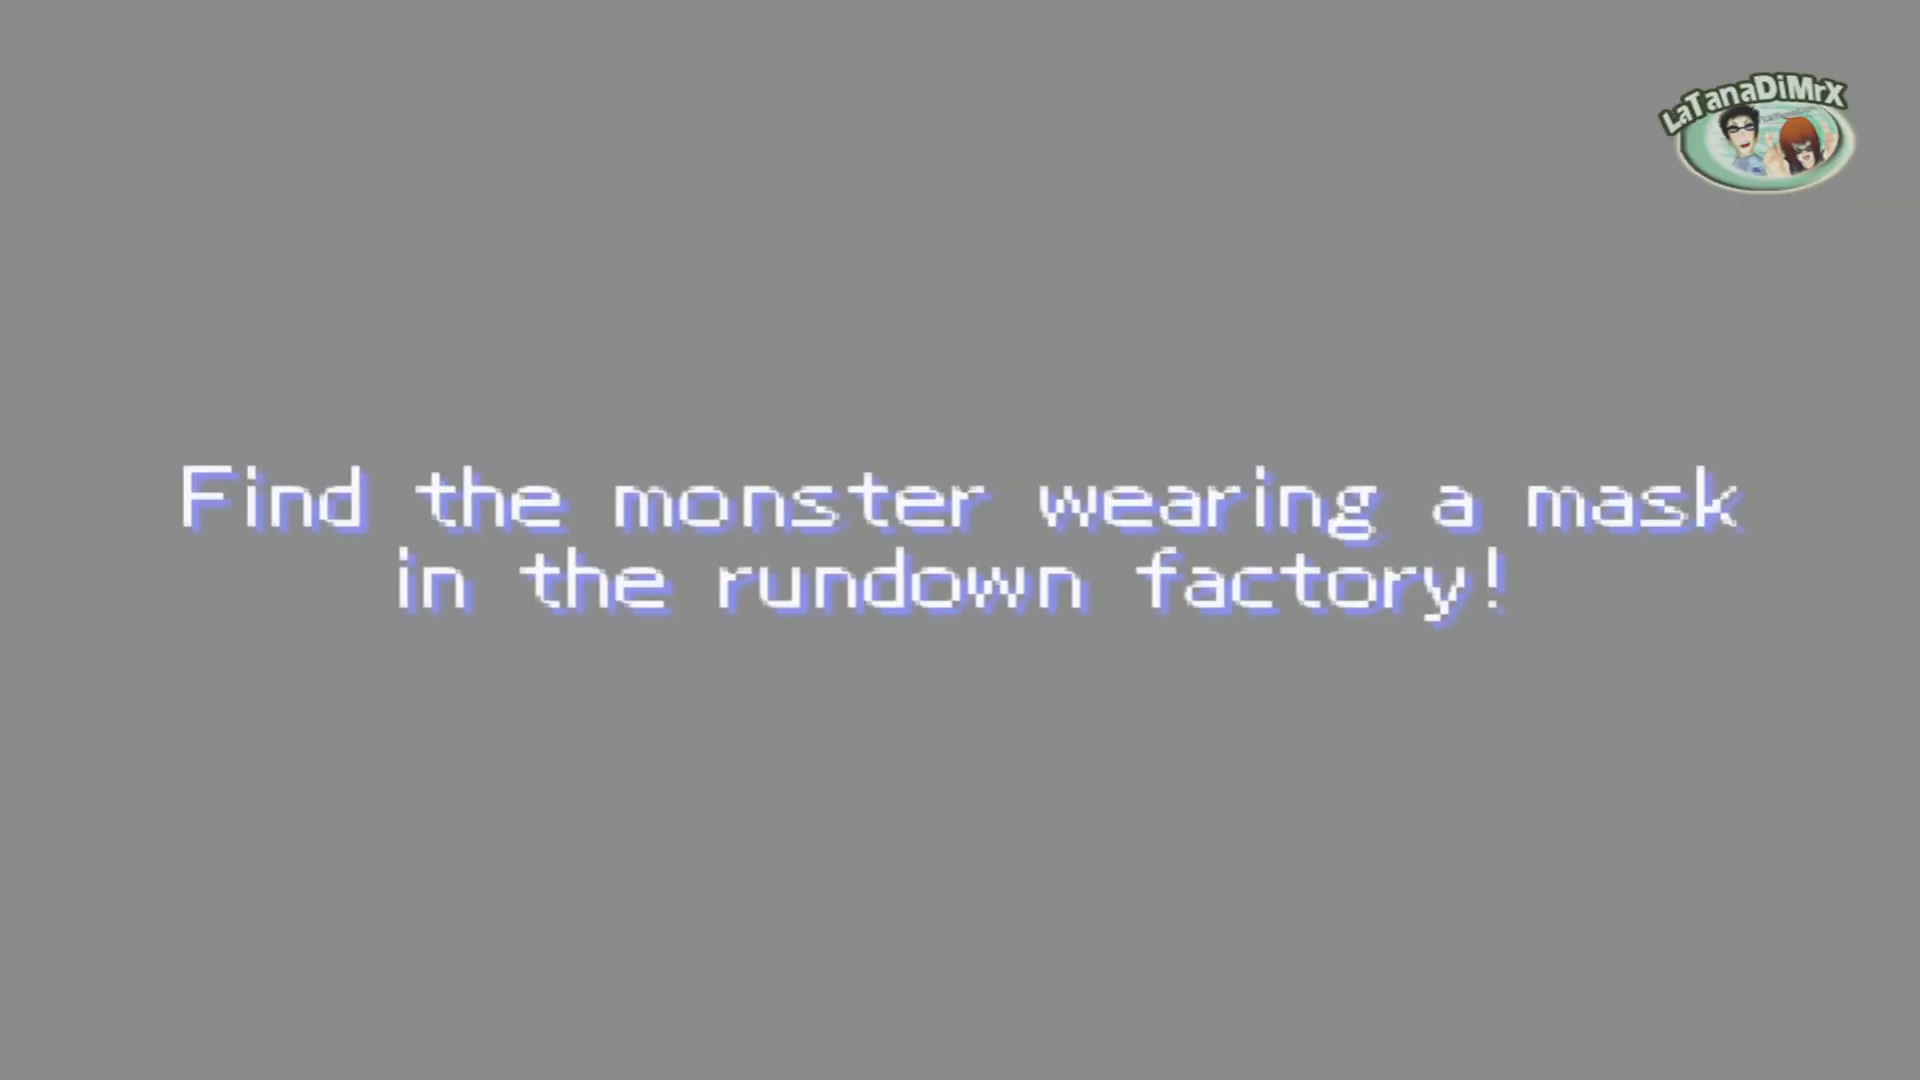 LaTanaDiMrX
Find the monster wearing a mask
in the rundown factory!